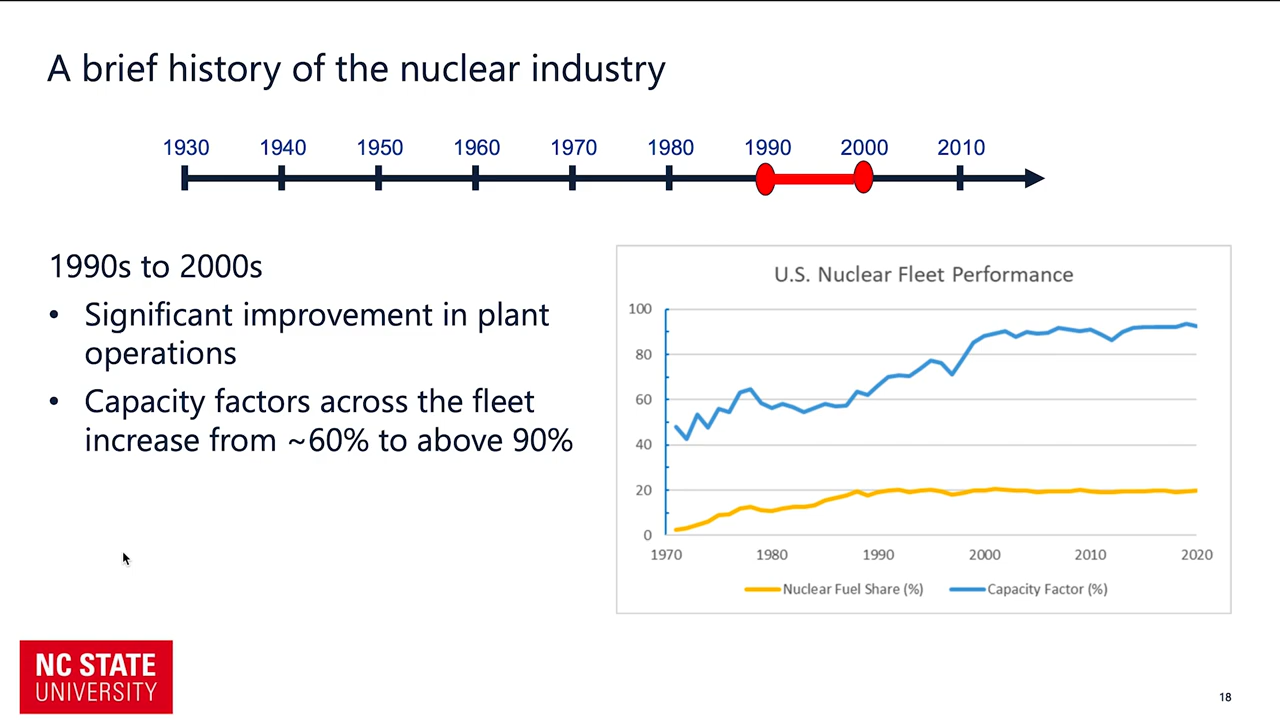 A brief history of the nuclear industry
1930 1940 1950 1960 1970 1980 1990 2000 2010
1990s to 2000s
• Significant improvement in plant
operations
• Capacity factors across the fleet
increase from ~60% to above 90%
U.S. Nuclear Fleet Performance
100
80
60
40
20
0
1970 1980 1990 2000 2010 2020
Nuclear Fuel Share (%) Capacity Factor (%)
NC STATE
UNIVERSITY
18